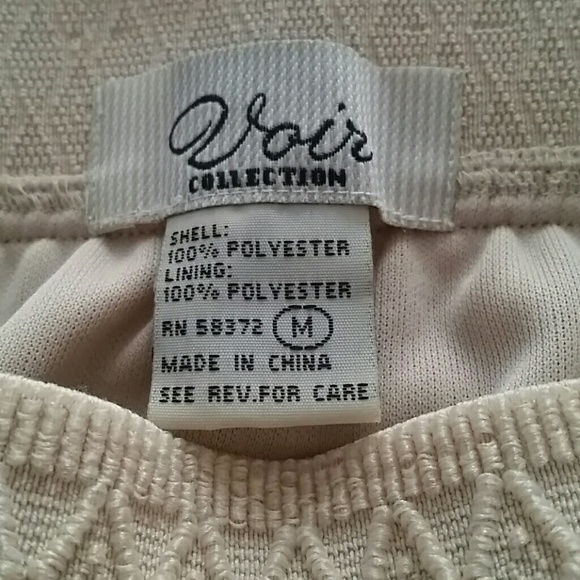 Voir
COLLECTION
SHELL:
100% POLYESTER
LINING:
100% POLYESTER
RN 58372 M
MADE IN CHINA
SEE REV.FOR CARE